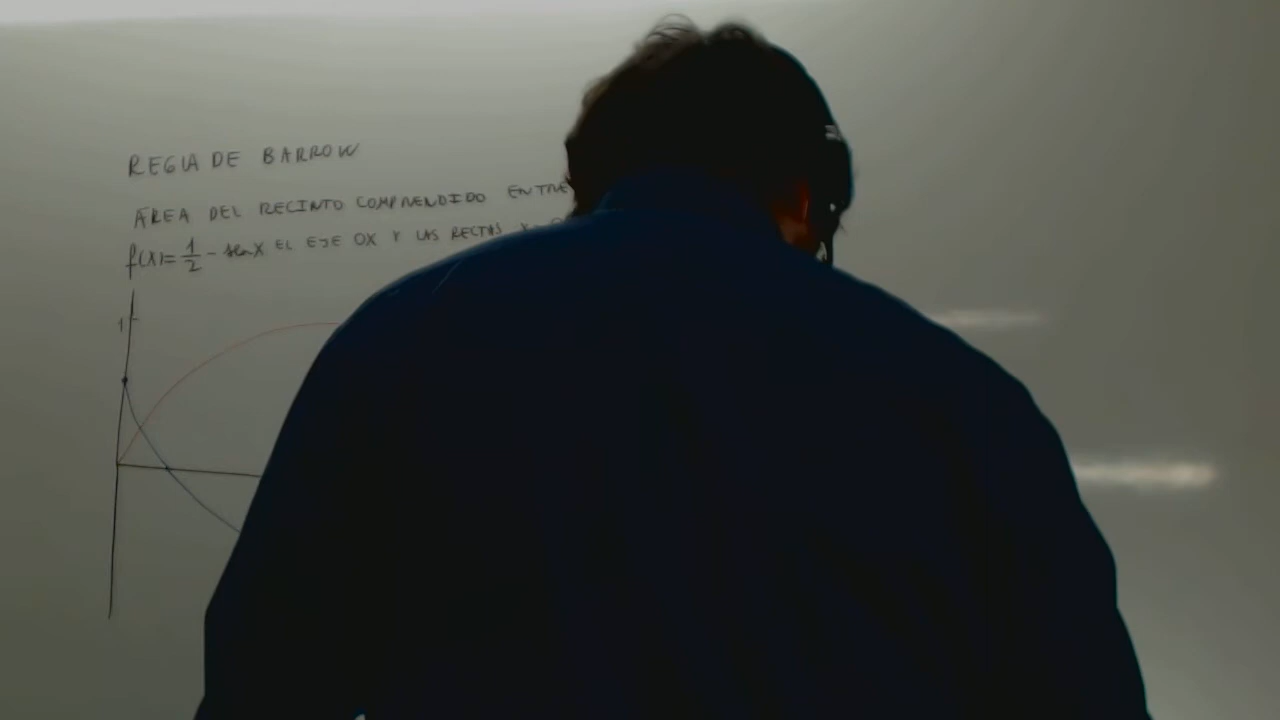 REGLA DE BARROW
ÁREA DEL RECINTO COMPRENDIDO ENTRE
f(x)=1/2 - sen x EL EJE OX Y LAS RECTAS X=
1